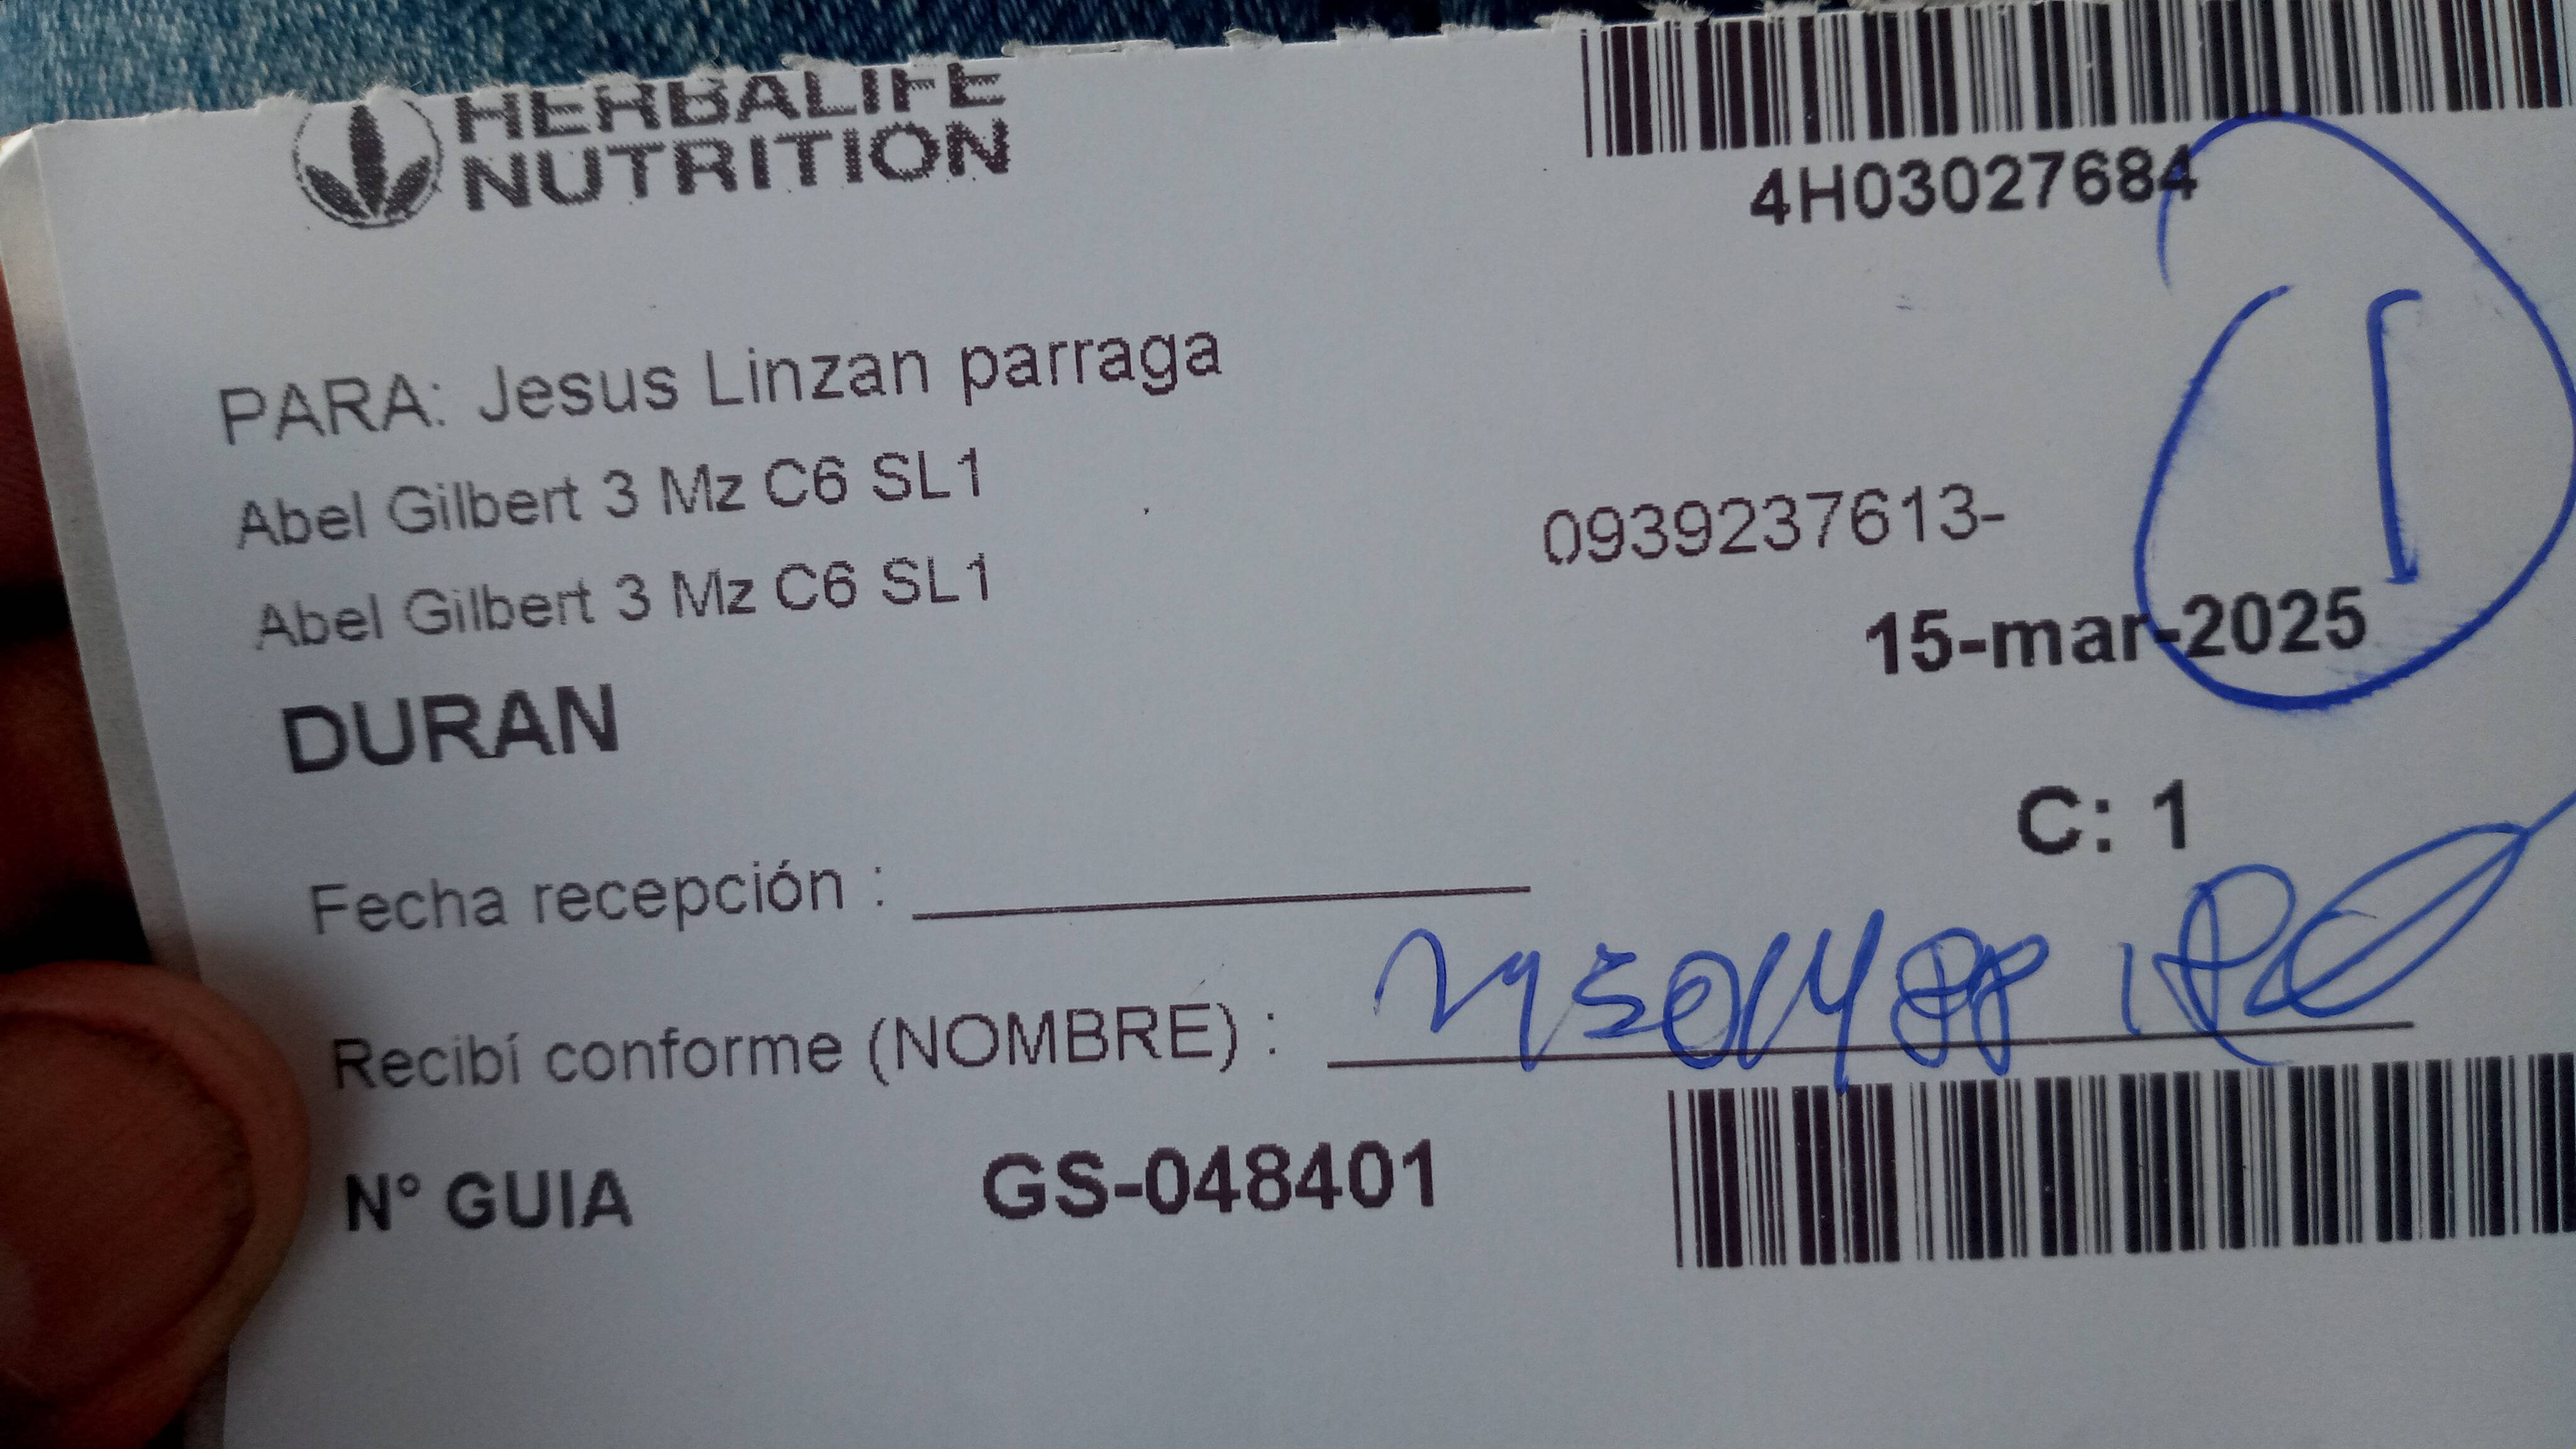 HERBALIFE
NUTRITION
4H03027684
PARA: Jesus Linzan parraga
Abel Gilbert 3 Mz C6 SL1
0939237613-
Abel Gilbert 3 Mz C6 SL1
15-mar-2025
1
DURAN
C: 1
Fecha recepción :
Recibí conforme (NOMBRE) :
N° GUIA GS-048401